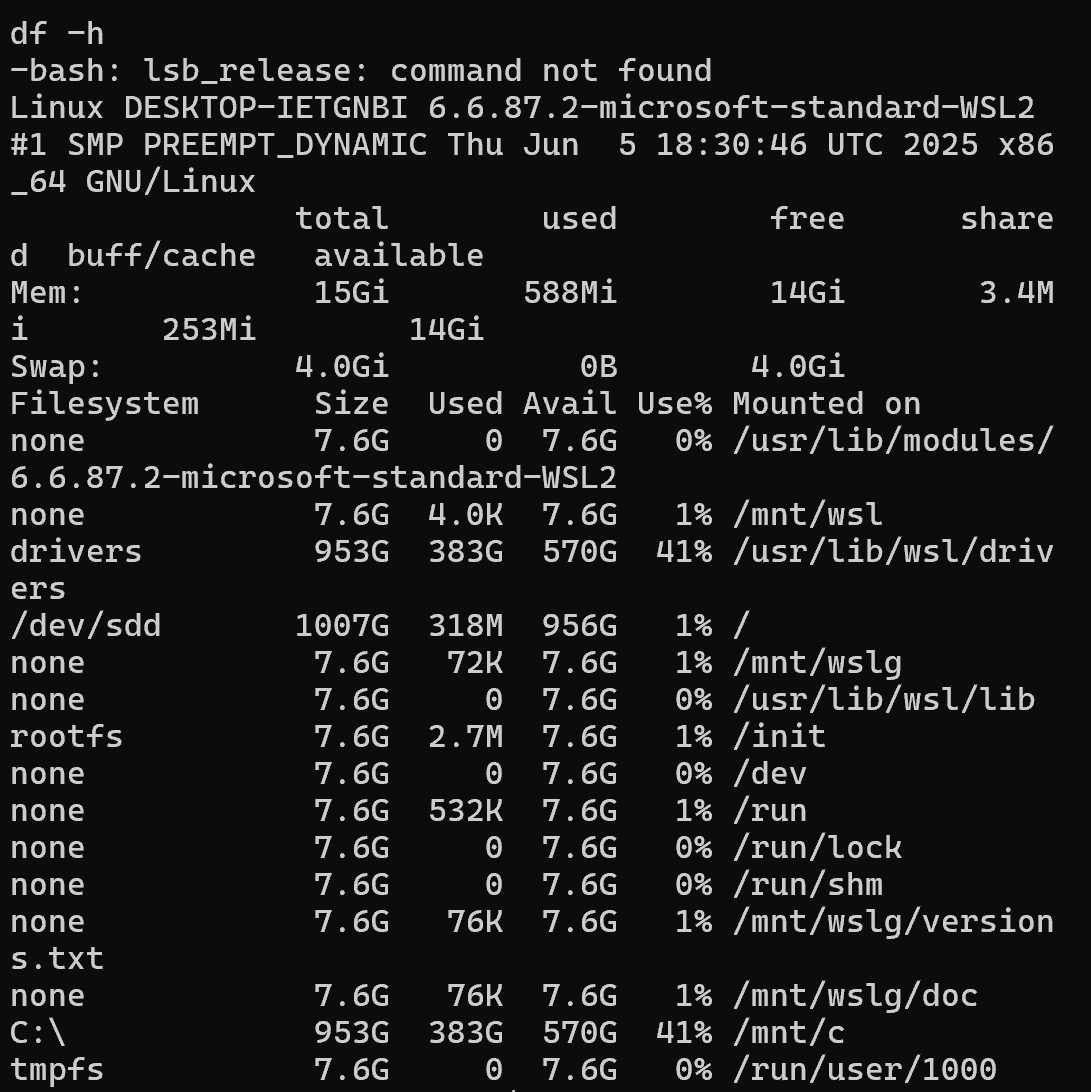 df -h
-bash: lsb_release: command not found
Linux DESKTOP-IETGNBI 6.6.87.2-microsoft-standard-WSL2
#1 SMP PREEMPT_DYNAMIC Thu Jun  5 18:30:46 UTC 2025 x86
_64 GNU/Linux
               total        used        free      share
d  buff/cache   available
Mem:            15Gi       588Mi        14Gi       3.4M
i       253Mi        14Gi
Swap:          4.0Gi          0B       4.0Gi
Filesystem      Size  Used Avail Use% Mounted on
none            7.6G     0  7.6G   0% /usr/lib/modules/
6.6.87.2-microsoft-standard-WSL2
none            7.6G  4.0K  7.6G   1% /mnt/wsl
drivers         953G  383G  570G  41% /usr/lib/wsl/driv
ers
/dev/sdd       1007G  318M  956G   1% /
none            7.6G   72K  7.6G   1% /mnt/wslg
none            7.6G     0  7.6G   0% /usr/lib/wsl/lib
rootfs          7.6G  2.7M  7.6G   1% /init
none            7.6G     0  7.6G   0% /dev
none            7.6G  532K  7.6G   1% /run
none            7.6G     0  7.6G   0% /run/lock
none            7.6G     0  7.6G   0% /run/shm
none            7.6G   76K  7.6G   1% /mnt/wslg/version
s.txt
none            7.6G   76K  7.6G   1% /mnt/wslg/doc
C:\             953G  383G  570G  41% /mnt/c
tmpfs           7.6G     0  7.6G   0% /run/user/1000